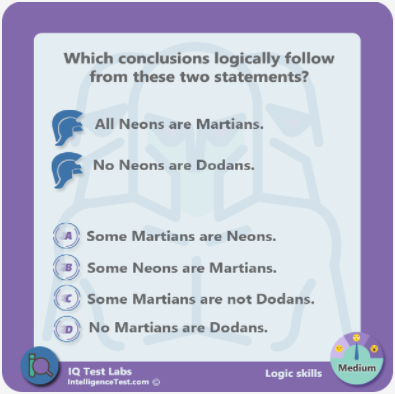 Which conclusions logically follow
from these two statements?
All Neons are Martians.
No Neons are Dodans.
A Some Martians are Neons.
B Some Neons are Martians.
C Some Martians are not Dodans.
D No Martians are Dodans.
IQ Test Labs
IntelligenceTest.com ©
Logic skills
Medium